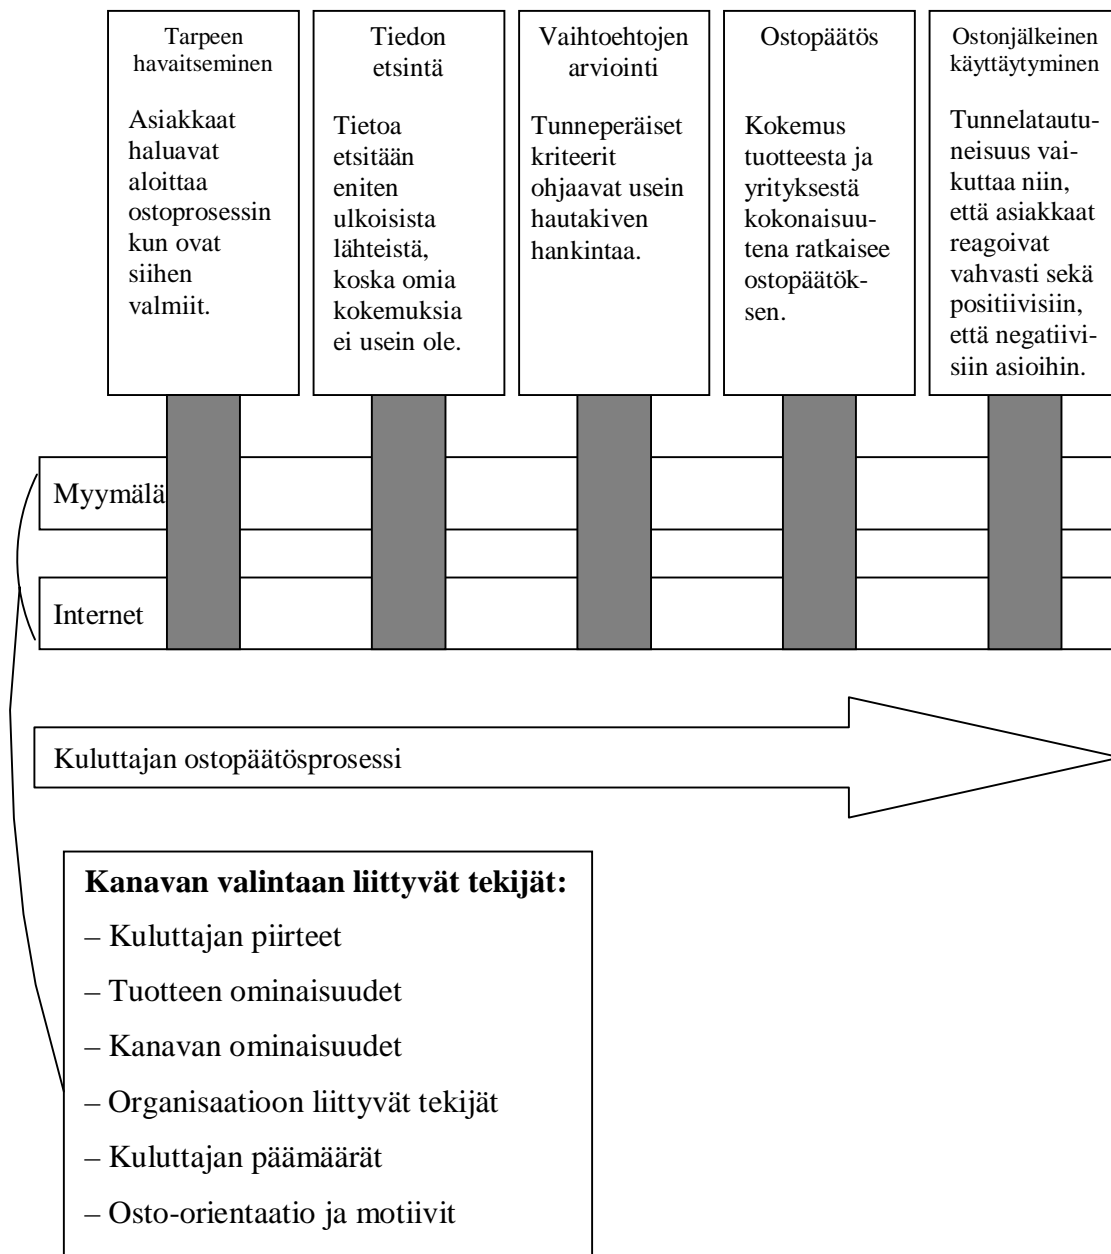 Tarpeen
havaitseminen
Asiakkaat
haluavat
aloittaa
ostoprosessin
kun ovat
siihen
valmiit.
Tiedon
etsintä
Tietoa
etsitään
eniten
ulkoisista
lähteistä,
koska omia
kokemuksia
ei usein ole.
Vaihtoehtojen
arviointi
Tunneperäiset
kriteerit
ohjaavat usein
hautakiven
hankintaa.
Ostopäätös
Kokemus
tuotteesta ja
yrityksestä
kokonaisuu-
tena ratkaisee
ostopäätök-
sen.
Ostonjälkeinen
käyttäytyminen
Tunnelatautu-
neisuus vai-
kuttaa niin,
että asiakkaat
reagoivat
vahvasti sekä
positiivisiin,
että negatiivi-
siin asioihin.
Myymälä
Internet
Kuluttajan ostopäätösprosessi
Kanavan valintaan liittyvät tekijät:
– Kuluttajan piirteet
– Tuotteen ominaisuudet
– Kanavan ominaisuudet
– Organisaatioon liittyvät tekijät
– Kuluttajan päämäärät
– Osto-orientaatio ja motiivit